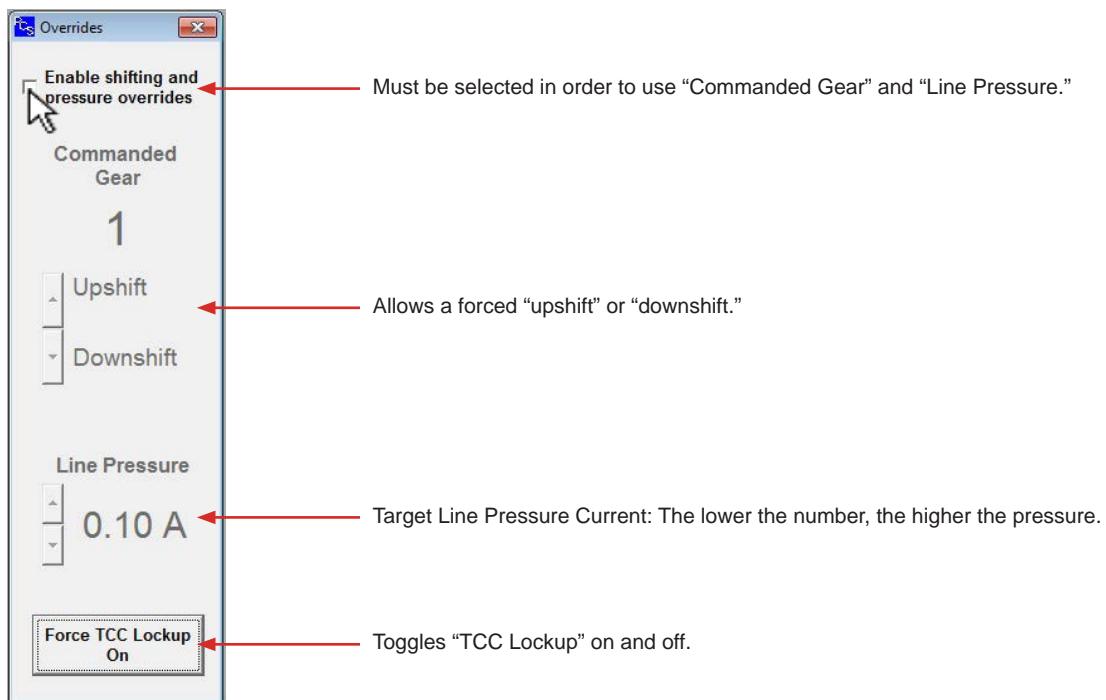 PCS Overrides
Enable shifting and
pressure overrides
Must be selected in order to use “Commanded Gear” and “Line Pressure.”
Commanded
Gear
1
Upshift
Allows a forced “upshift” or “downshift.”
Downshift
Line Pressure
0.10 A
Target Line Pressure Current: The lower the number, the higher the pressure.
Force TCC Lockup
On
Toggles “TCC Lockup” on and off.